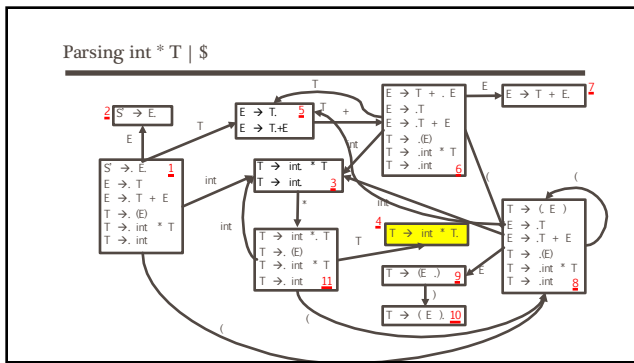 Parsing int * T | $
2
S' → E.
E
T
S' →. E. 1
E →. T
E →. T + E
T →. (E)
T →. int * T
T →. int
T
E → T. 5
E → T.+E
T
+
E → T + . E
E → .T
E → .T + E
T → .(E)
T → .int * T
T → .int
6
E
E → T + E.
7
int
int
T → int. * T
T → int. 3
*
int
int
T → int *. T
T →. (E)
T →. int * T
T →. int 11
T
4
T → int * T.
(
(
T → (. E )
E → .T
E → .T + E
T → .(E)
T → .int * T
T → .int 8
E
T → (E .) 9
)
T → ( E ). 10
(
(